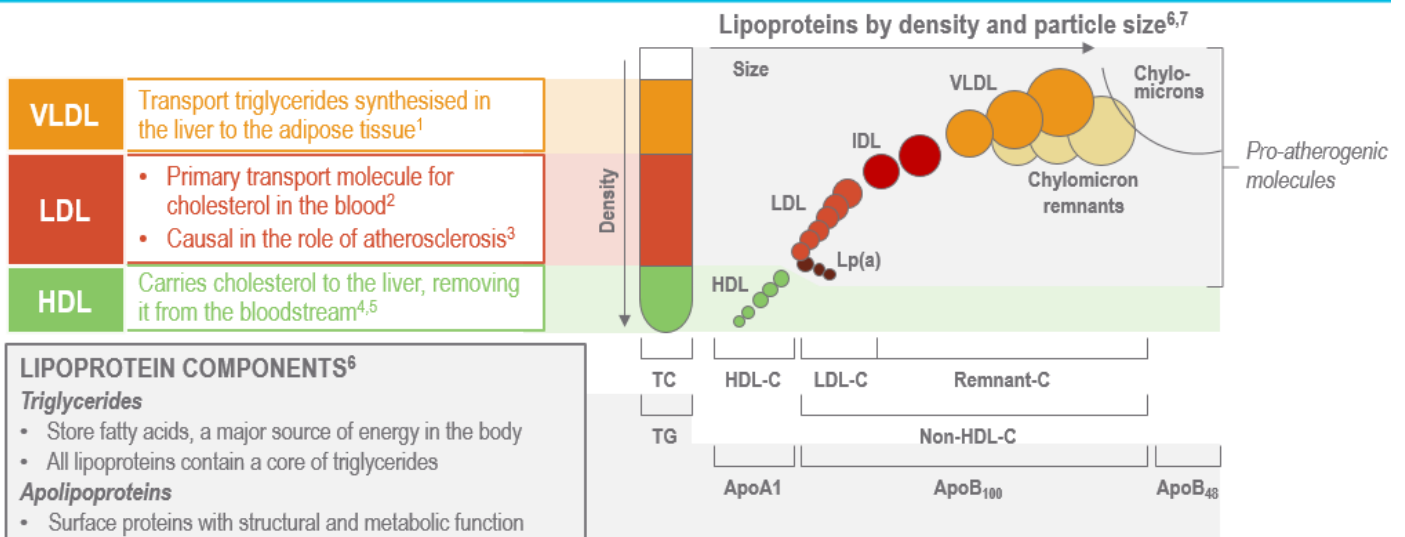 Lipoproteins by density and particle size6,7
VLDL
Transport triglycerides synthesised in
the liver to the adipose tissue1
LDL
• Primary transport molecule for
cholesterol in the blood2
• Causal in the role of atherosclerosis3
HDL
Carries cholesterol to the liver, removing
it from the bloodstream4,5
Density
Size
VLDL
Chylo-
microns
IDL
Chylomicron
remnants
LDL
Lp(a)
HDL
Pro-atherogenic
molecules
TC
HDL-C
LDL-C
Remnant-C
TG
Non-HDL-C
ApoA1
ApoB100
ApoB48
LIPOPROTEIN COMPONENTS6
Triglycerides
• Store fatty acids, a major source of energy in the body
• All lipoproteins contain a core of triglycerides
Apolipoproteins
• Surface proteins with structural and metabolic function